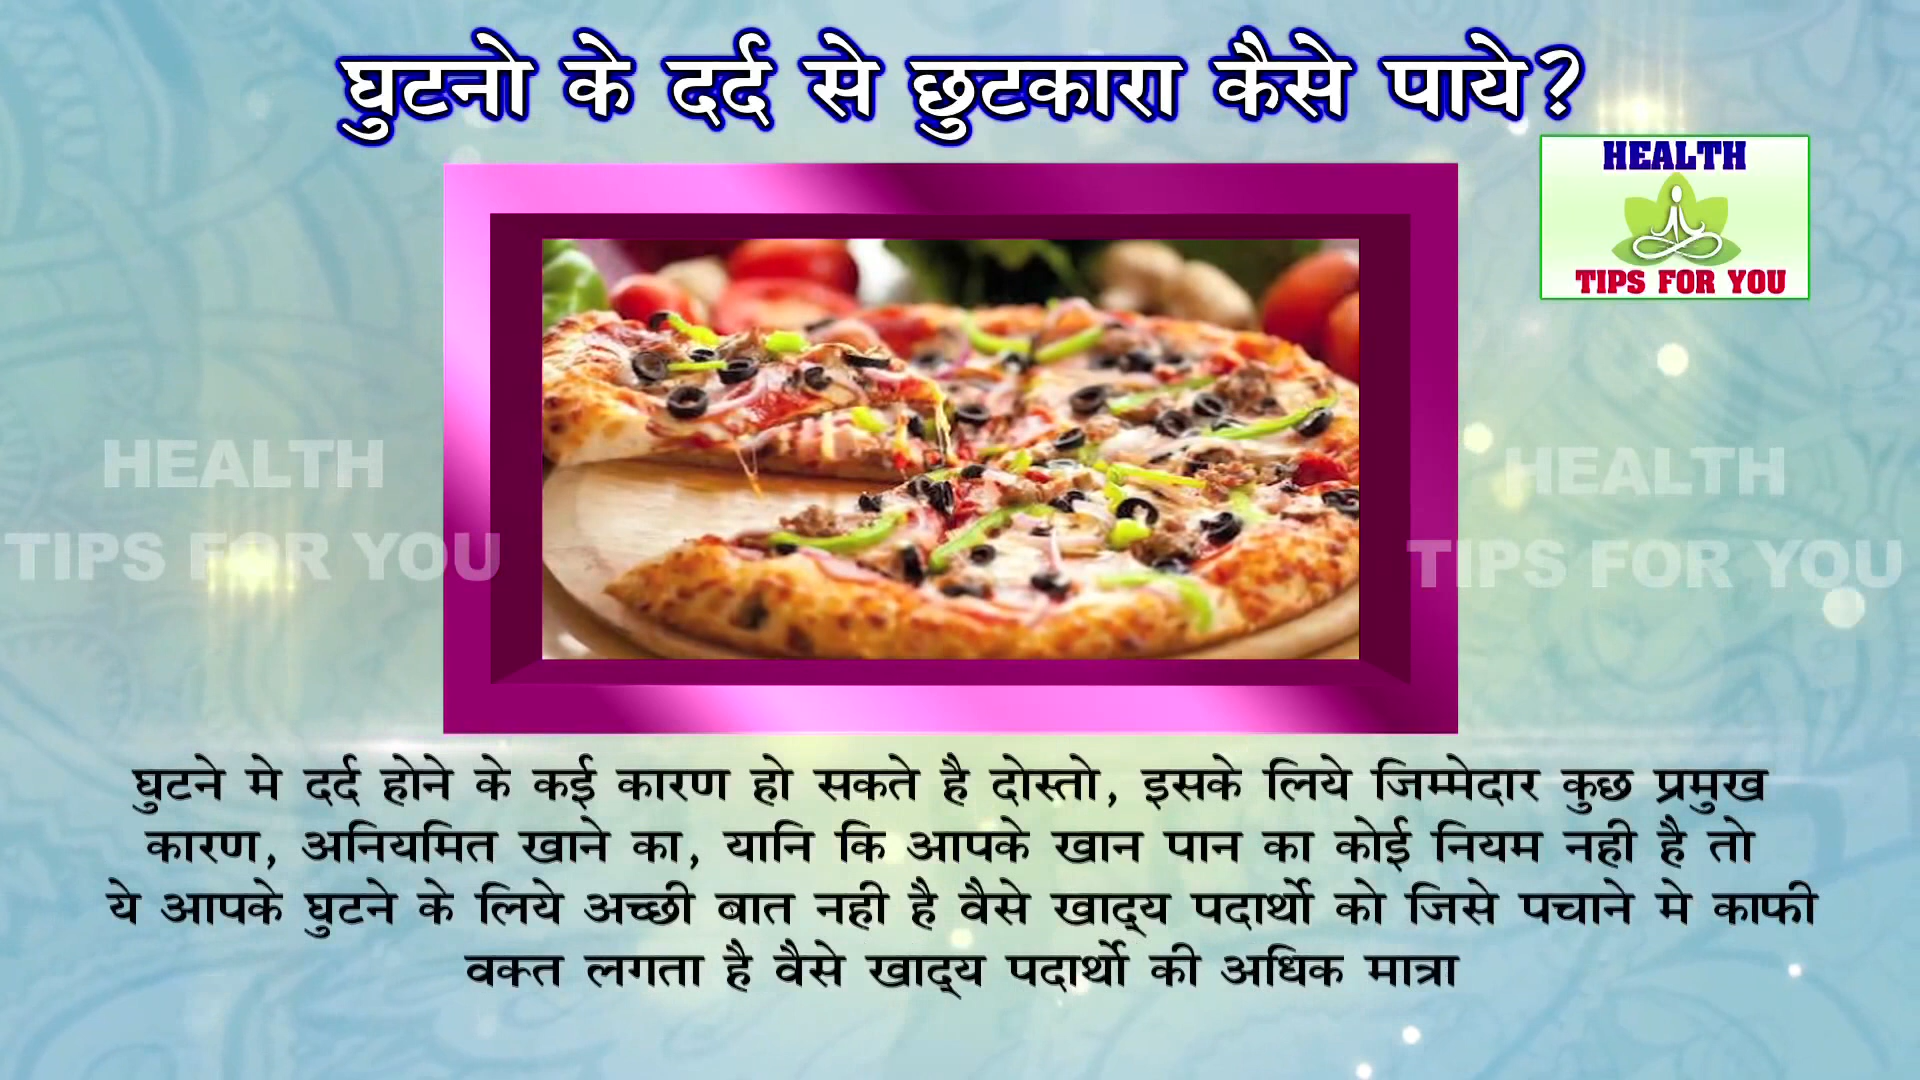 घुटनो के दर्द से छुटकारा कैसे पाये?
HEALTH
TIPS FOR YOU
HEALTH
TIPS FOR YOU
HEALTH
TIPS FOR YOU
घुटने मे दर्द होने के कई कारण हो सकते है दोस्तो, इसके लिये जिम्मेदार कुछ प्रमुख
कारण, अनियमित खाने का, यानि कि आपके खान पान का कोई नियम नही है तो
ये आपके घुटने के लिये अच्छी बात नही है वैसे खाद्य पदार्थो को जिसे पचाने मे काफी
वक्त लगता है वैसे खाद्य पदार्थो की अधिक मात्रा